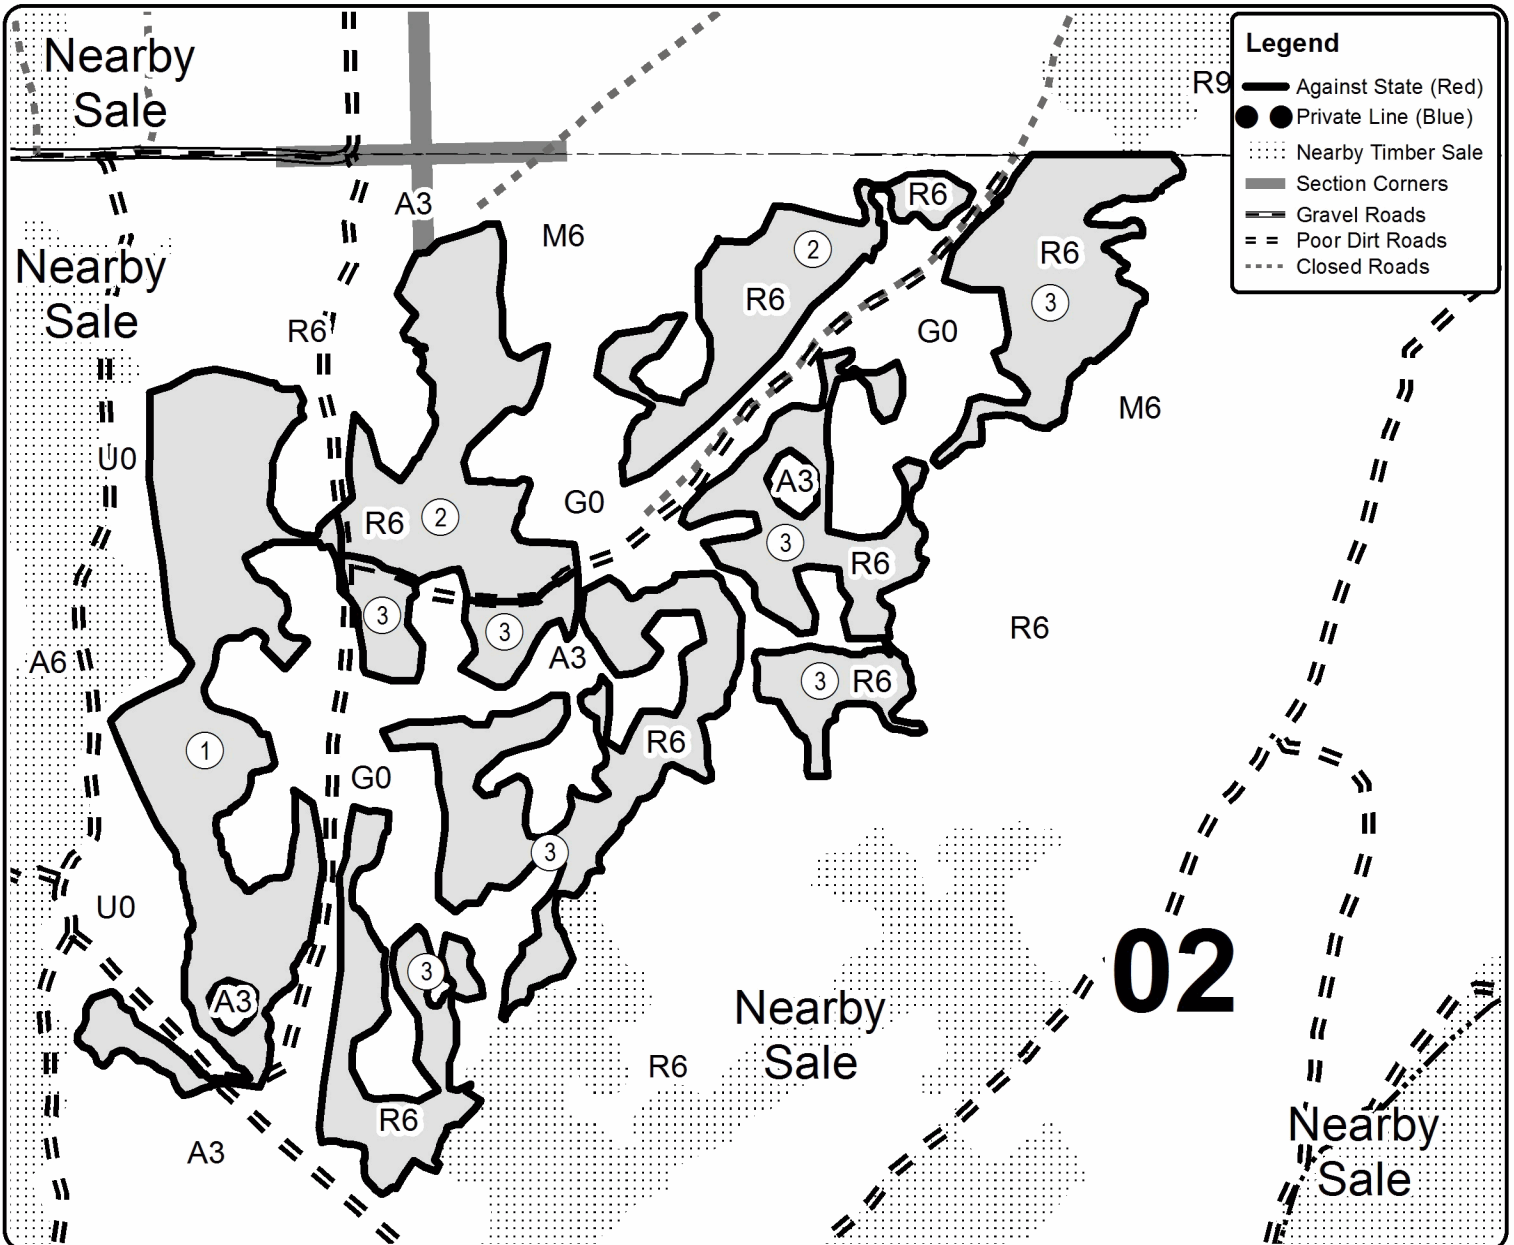 Nearby
Sale
R9
Legend
Against State (Red)
Private Line (Blue)
Nearby Timber Sale
Section Corners
Gravel Roads
Poor Dirt Roads
Closed Roads
A3
M6
R6
2
R6
R6
3
Nearby
Sale
R6
G0
M6
U0
R6
2
G0
A3
3
R6
3
3
A3
R6
A6
3
R6
1
G0
R6
3
U0
3
A3
02
Nearby
Sale
R6
R6
A3
Nearby
Sale